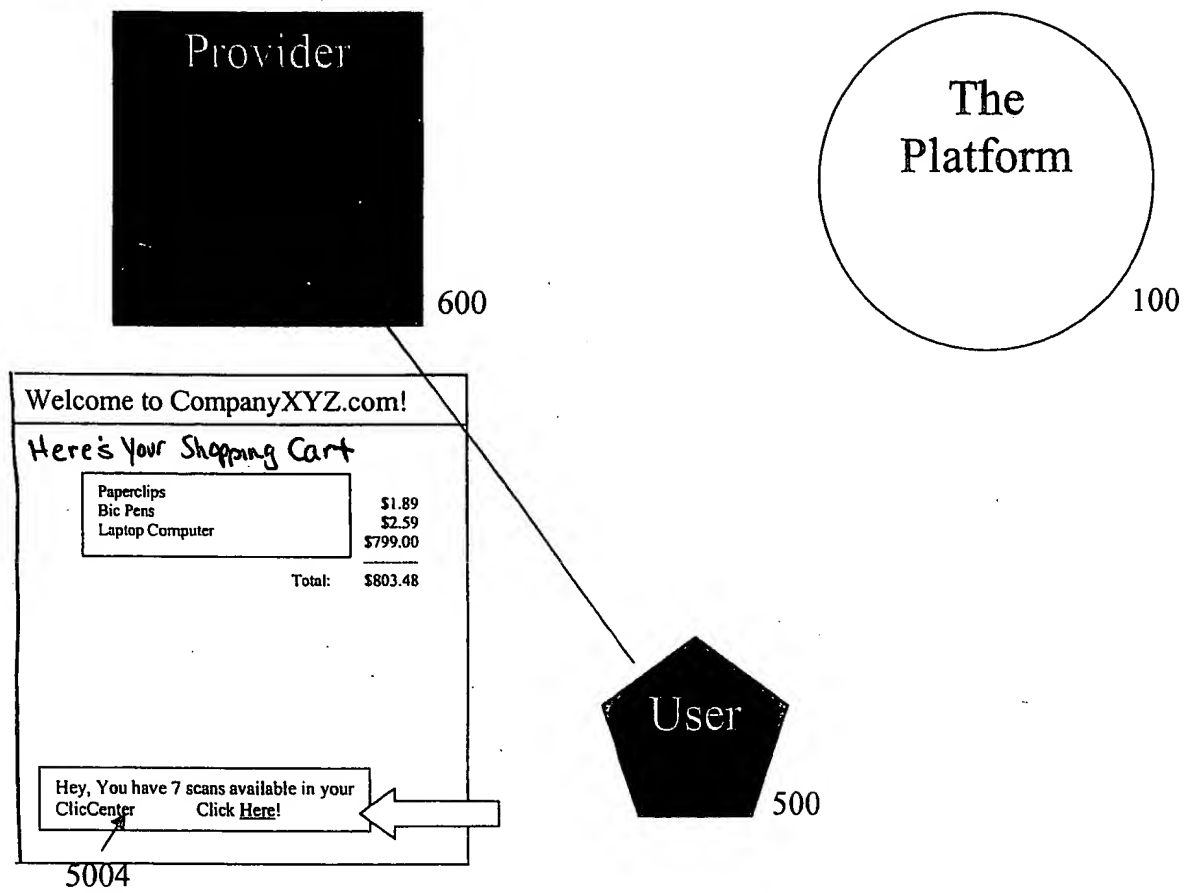 Provider
The
Platform
600
100
Welcome to CompanyXYZ.com!
Here's Your Shopping Cart
Paperclips
Bic Pens
Laptop Computer
$1.89
$2.59
$799.00
Total: $803.48
User
500
Hey, You have 7 scans available in your
ClicCenter Click Here!
5004